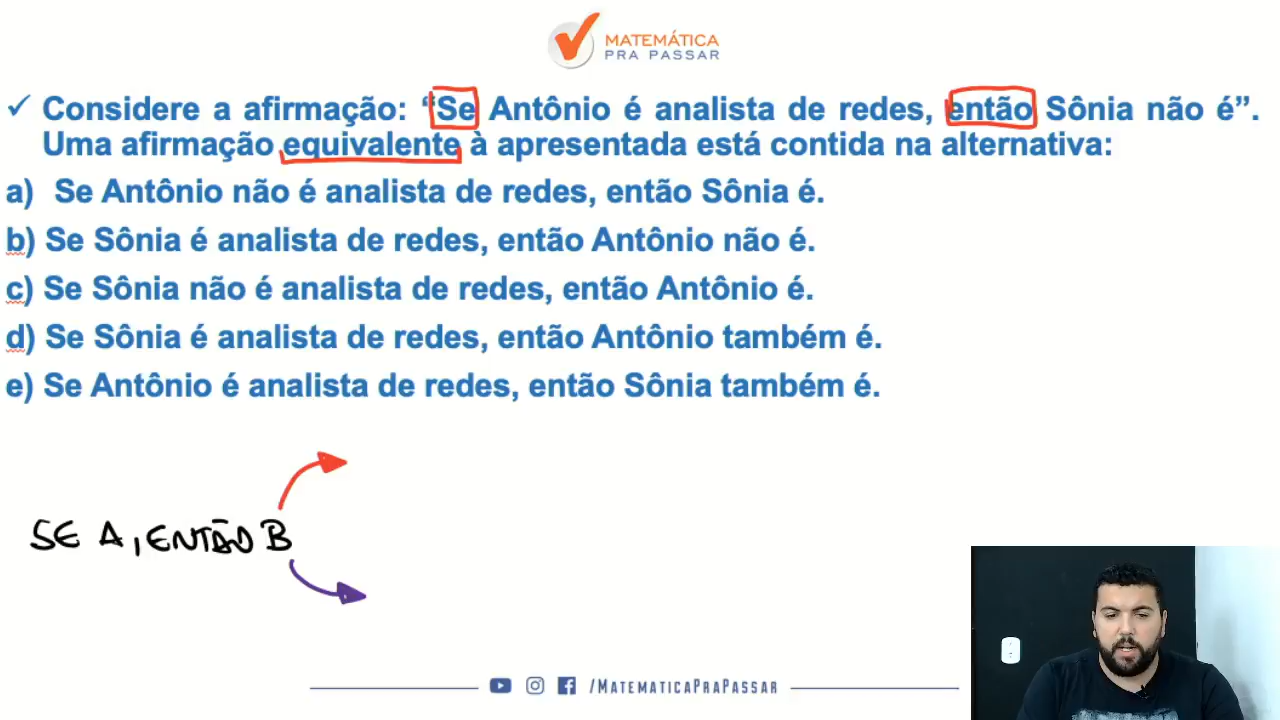 MATEMÁTICA
PRA PASSAR
✓ Considere a afirmação: “Se Antônio é analista de redes, então Sônia não é”.
Uma afirmação equivalente à apresentada está contida na alternativa:
a) Se Antônio não é analista de redes, então Sônia é.
b) Se Sônia é analista de redes, então Antônio não é.
c) Se Sônia não é analista de redes, então Antônio é.
d) Se Sônia é analista de redes, então Antônio também é.
e) Se Antônio é analista de redes, então Sônia também é.
SE A, ENTÃO B
/MATEMATICAPRAPASSAR